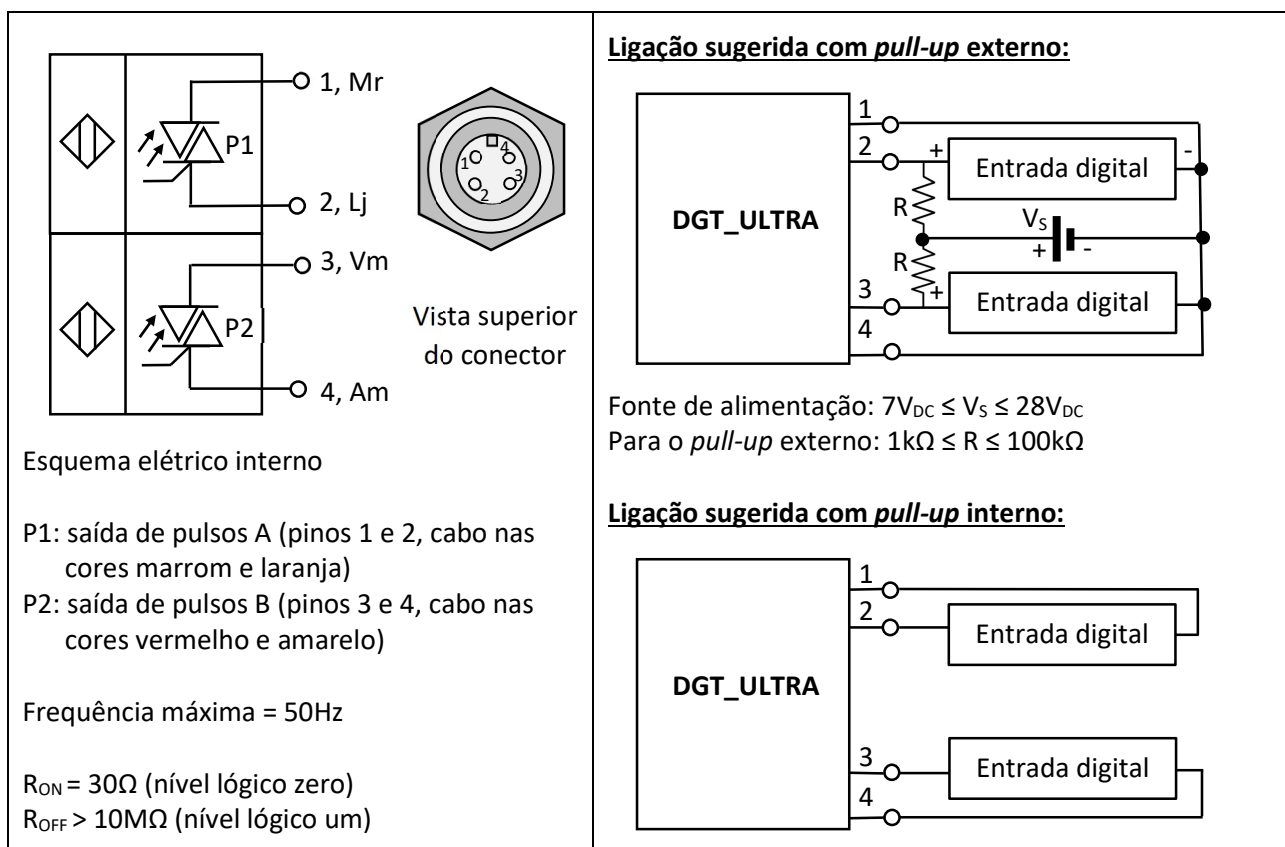 1, Mr
P1
2, Lj
3, Vm
P2
4, Am
4
1
3
2
Vista superior
do conector
Esquema elétrico interno
P1: saída de pulsos A (pinos 1 e 2, cabo nas
cores marrom e laranja)
P2: saída de pulsos B (pinos 3 e 4, cabo nas
cores vermelho e amarelo)
Frequência máxima = 50Hz
RON = 30Ω (nível lógico zero)
ROFF > 10MΩ (nível lógico um)
Ligação sugerida com pull-up externo:
1
2
+
Entrada digital
-
R
DGT_ULTRA
VS
+
-
R
3
+
Entrada digital
4
Fonte de alimentação: 7VDC ≤ VS ≤ 28VDC
Para o pull-up externo: 1kΩ ≤ R ≤ 100kΩ
Ligação sugerida com pull-up interno:
1
2
Entrada digital
DGT_ULTRA
3
Entrada digital
4